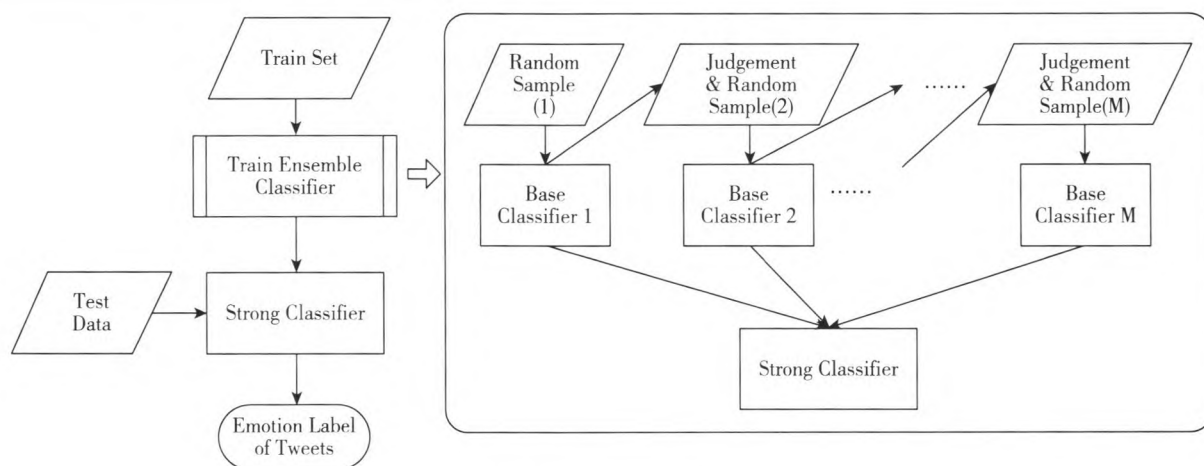 Train Set
Train Ensemble
Classifier
Test
Data
Strong Classifier
Emotion Label
of Tweets
Random
Sample
(1)
Judgement
& Random
Sample(2)
......
Judgement
& Random
Sample(M)
Base
Classifier 1
Base
Classifier 2
......
Base
Classifier M
Strong Classifier